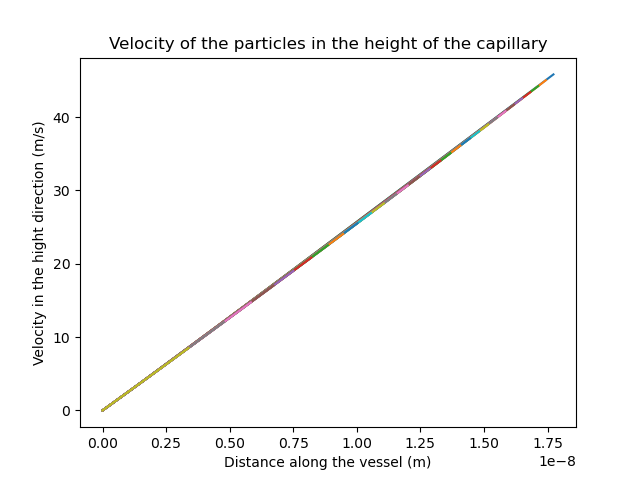 Velocity of the particles in the height of the capillary
Velocity in the hight direction (m/s)
40
30
20
10
0
0.00 0.25 0.50 0.75 1.00 1.25 1.50 1.75
1e−8
Distance along the vessel (m)